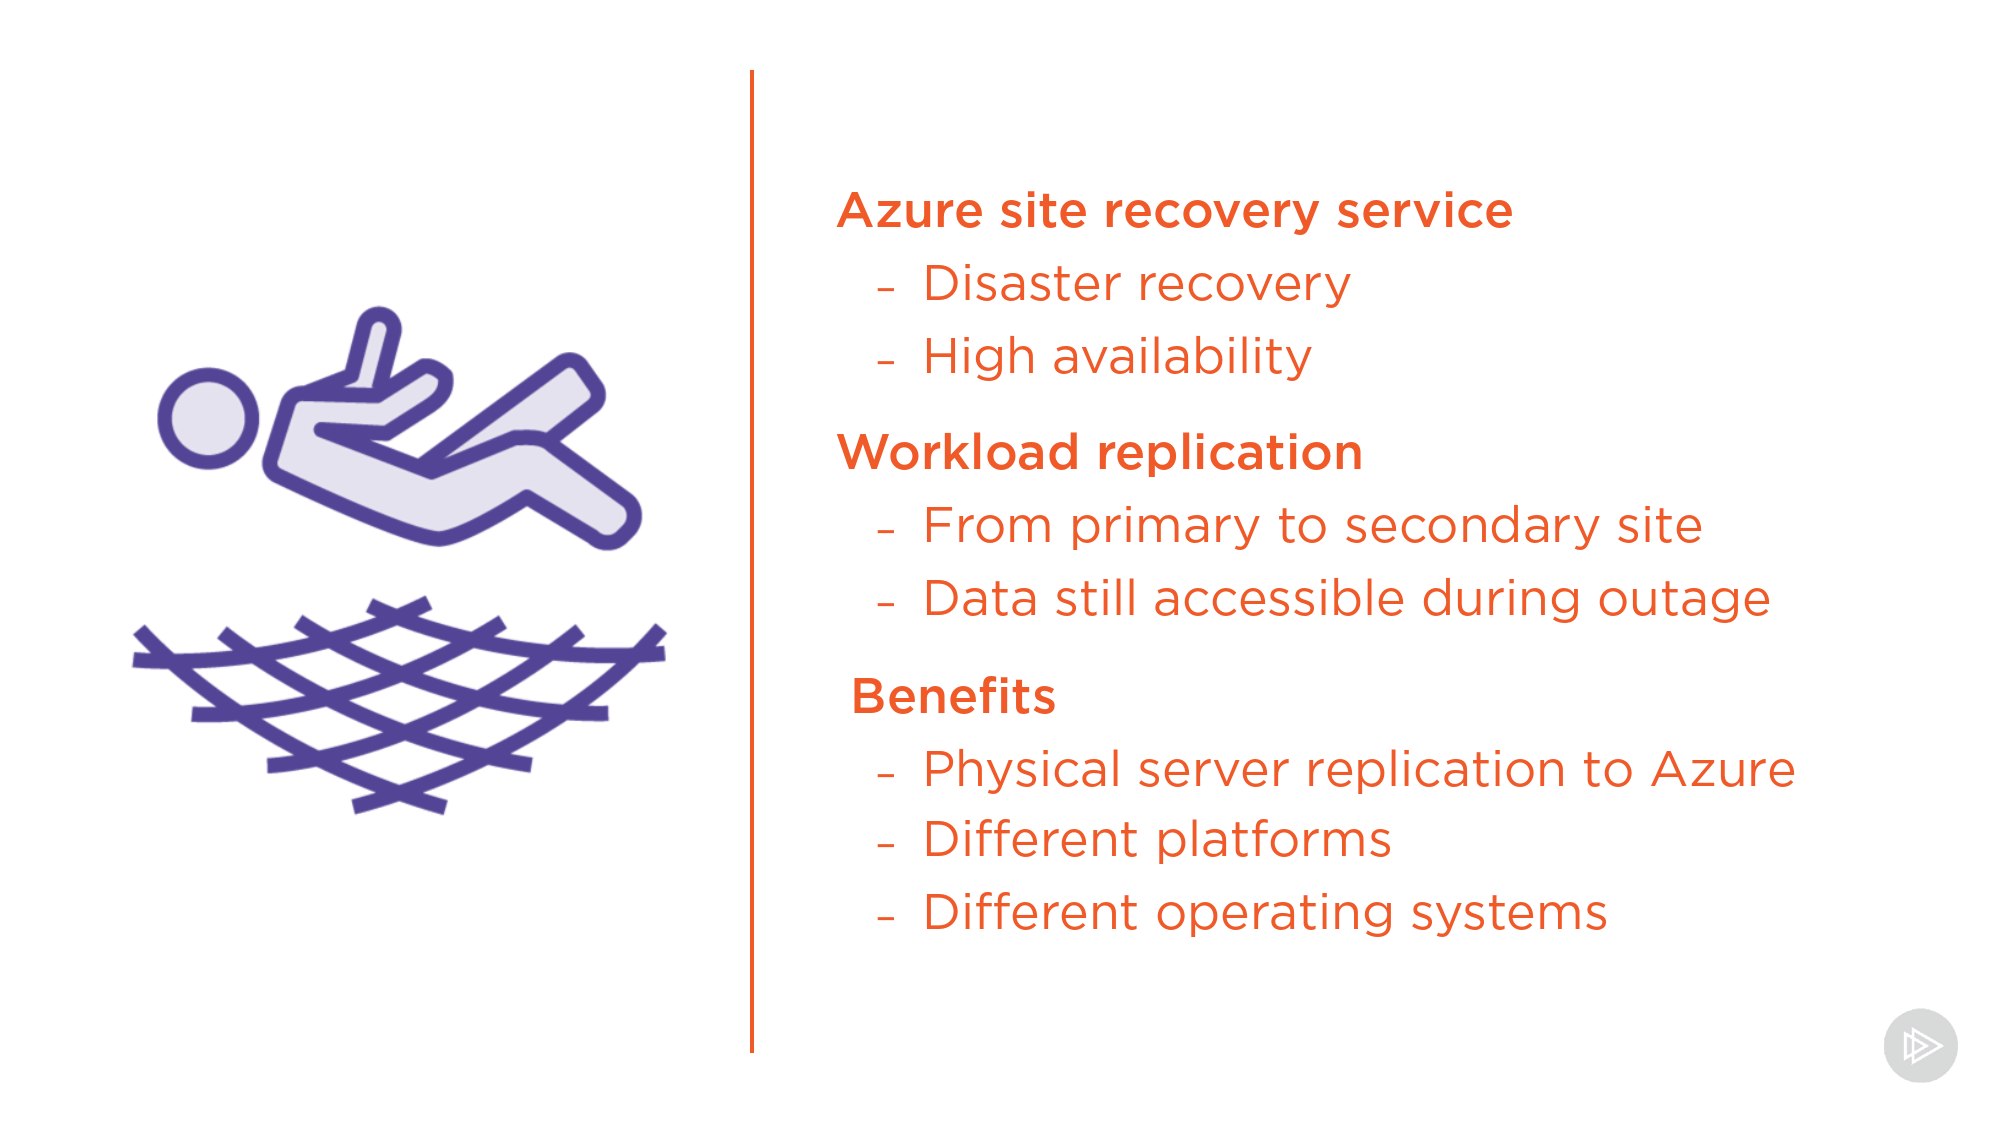 Azure site recovery service
– Disaster recovery
– High availability
Workload replication
– From primary to secondary site
– Data still accessible during outage
Benefits
– Physical server replication to Azure
– Different platforms
– Different operating systems